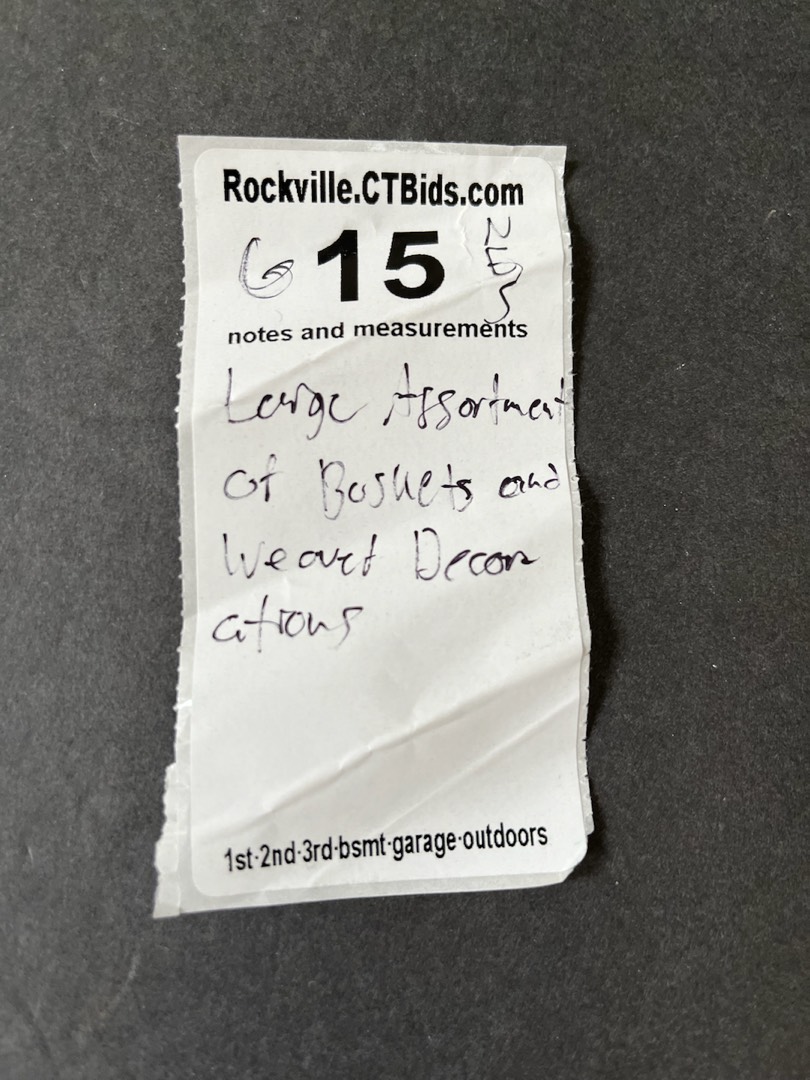 Rockville.CTBids.com
15
notes and measurements
Large Assortment
of Baskets and
Decor
ations
1st·2nd·3rd·bsmt·garage·outdoors